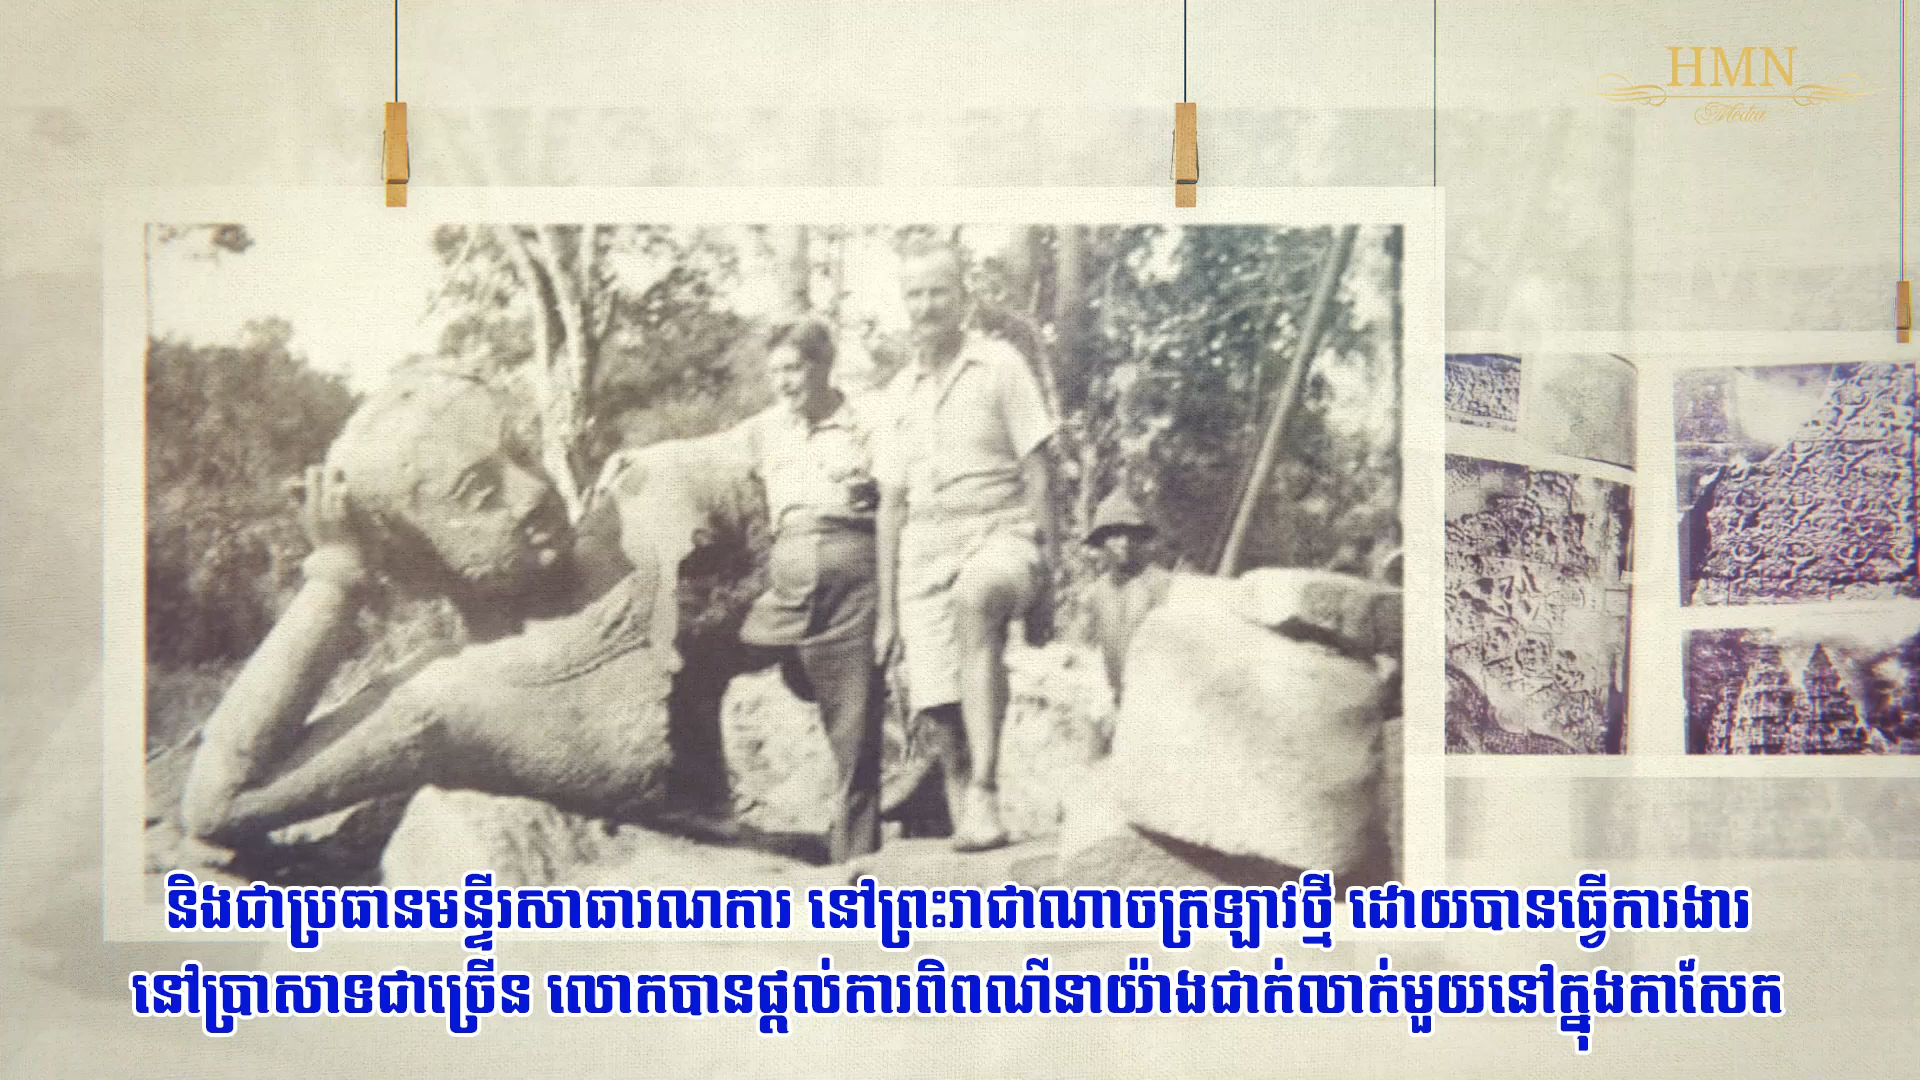 HMN
Media
និងជាប្រធានមន្ទីរសាធារណការ នៅព្រះរាជាណាចក្រឡាវថ្មី ដោយបានធ្វើការងារ
នៅប្រាសាទជាច្រើន លោកបានផ្តល់ការពិពណ៌នាយ៉ាងជាក់លាក់មួយនៅក្នុងកាសែត